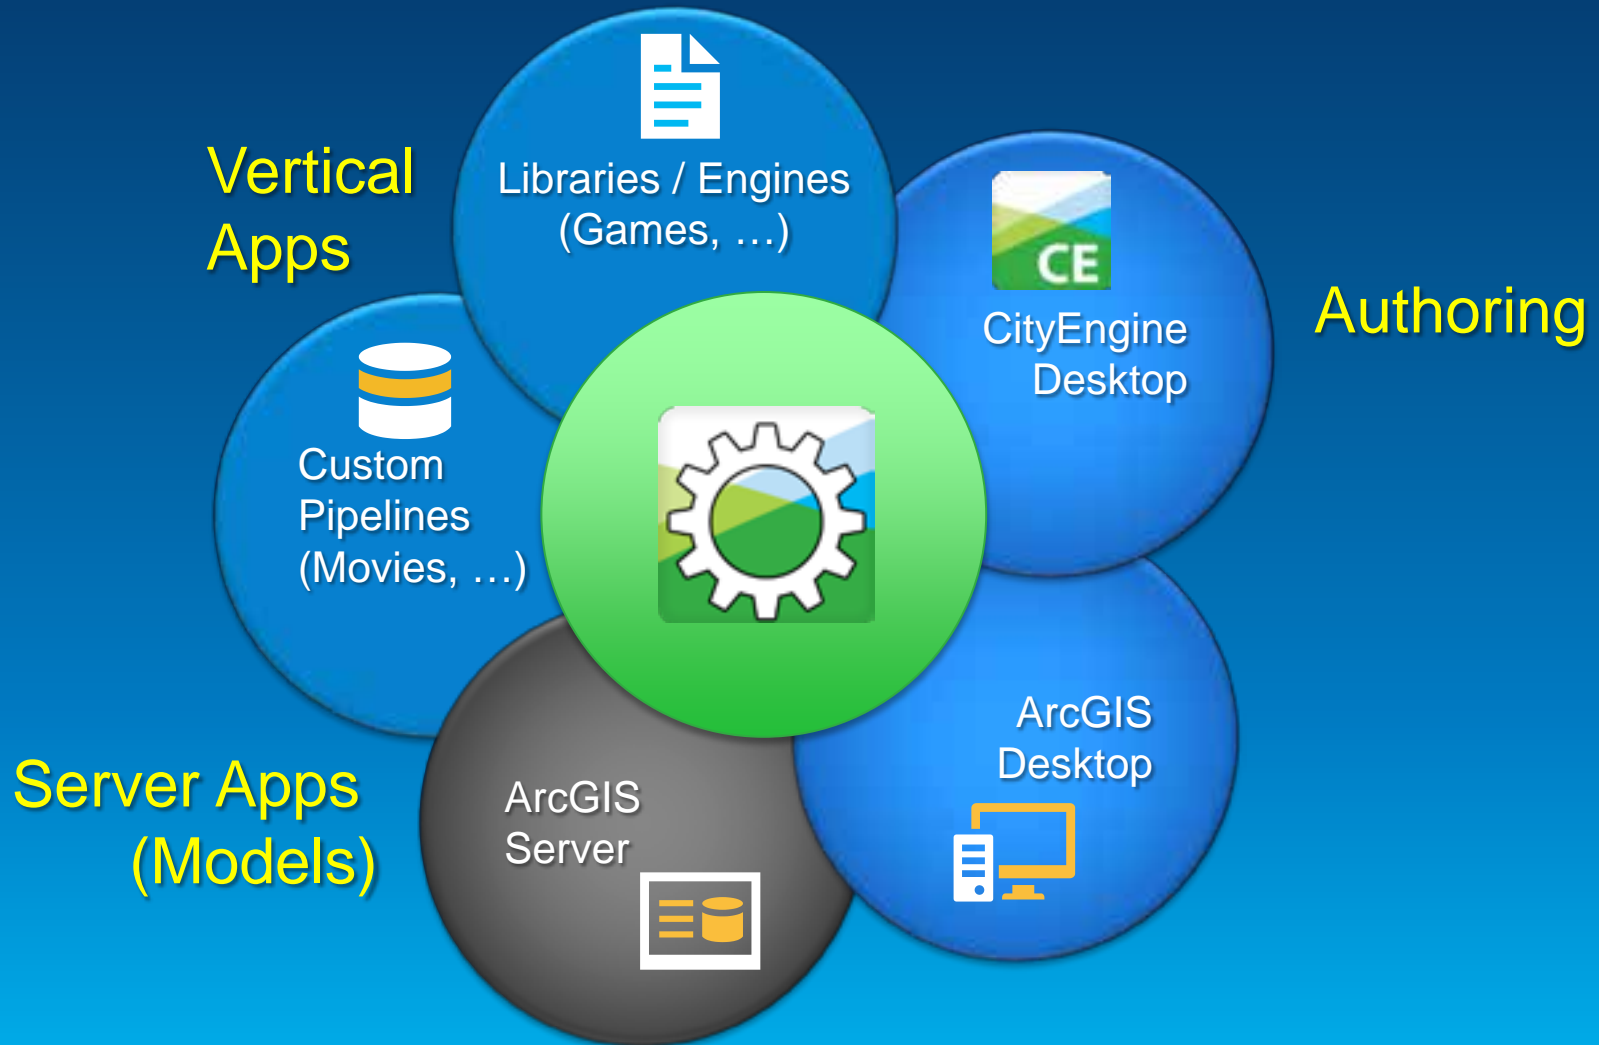 Vertical
Apps
Libraries / Engines
(Games, …)
CE
CityEngine
Desktop
Authoring
Custom
Pipelines
(Movies, …)
ArcGIS
Desktop
Server Apps
(Models)
ArcGIS
Server